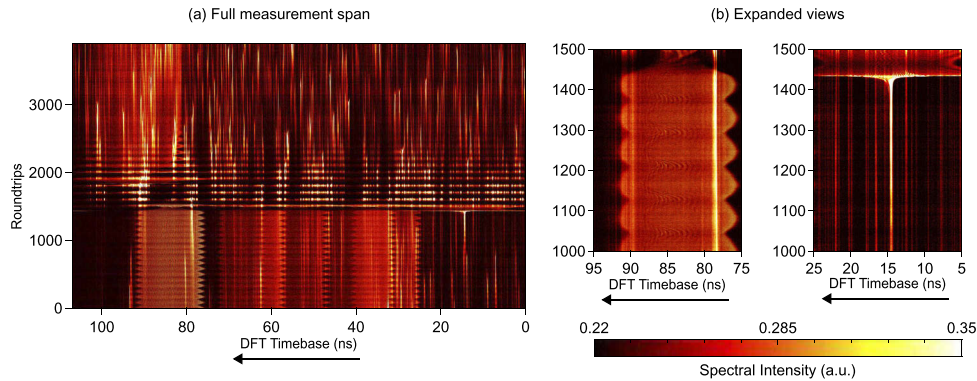 (a) Full measurement span
(b) Expanded views
Roundtrips
3000
2000
1000
0
100 80 60 40 20 0
DFT Timebase (ns)
1500
1400
1300
1200
1100
1000
95 90 85 80 75
DFT Timebase (ns)
1500
1400
1300
1200
1100
1000
25 20 15 10 5
DFT Timebase (ns)
0.22 0.285 0.35
Spectral Intensity (a.u.)